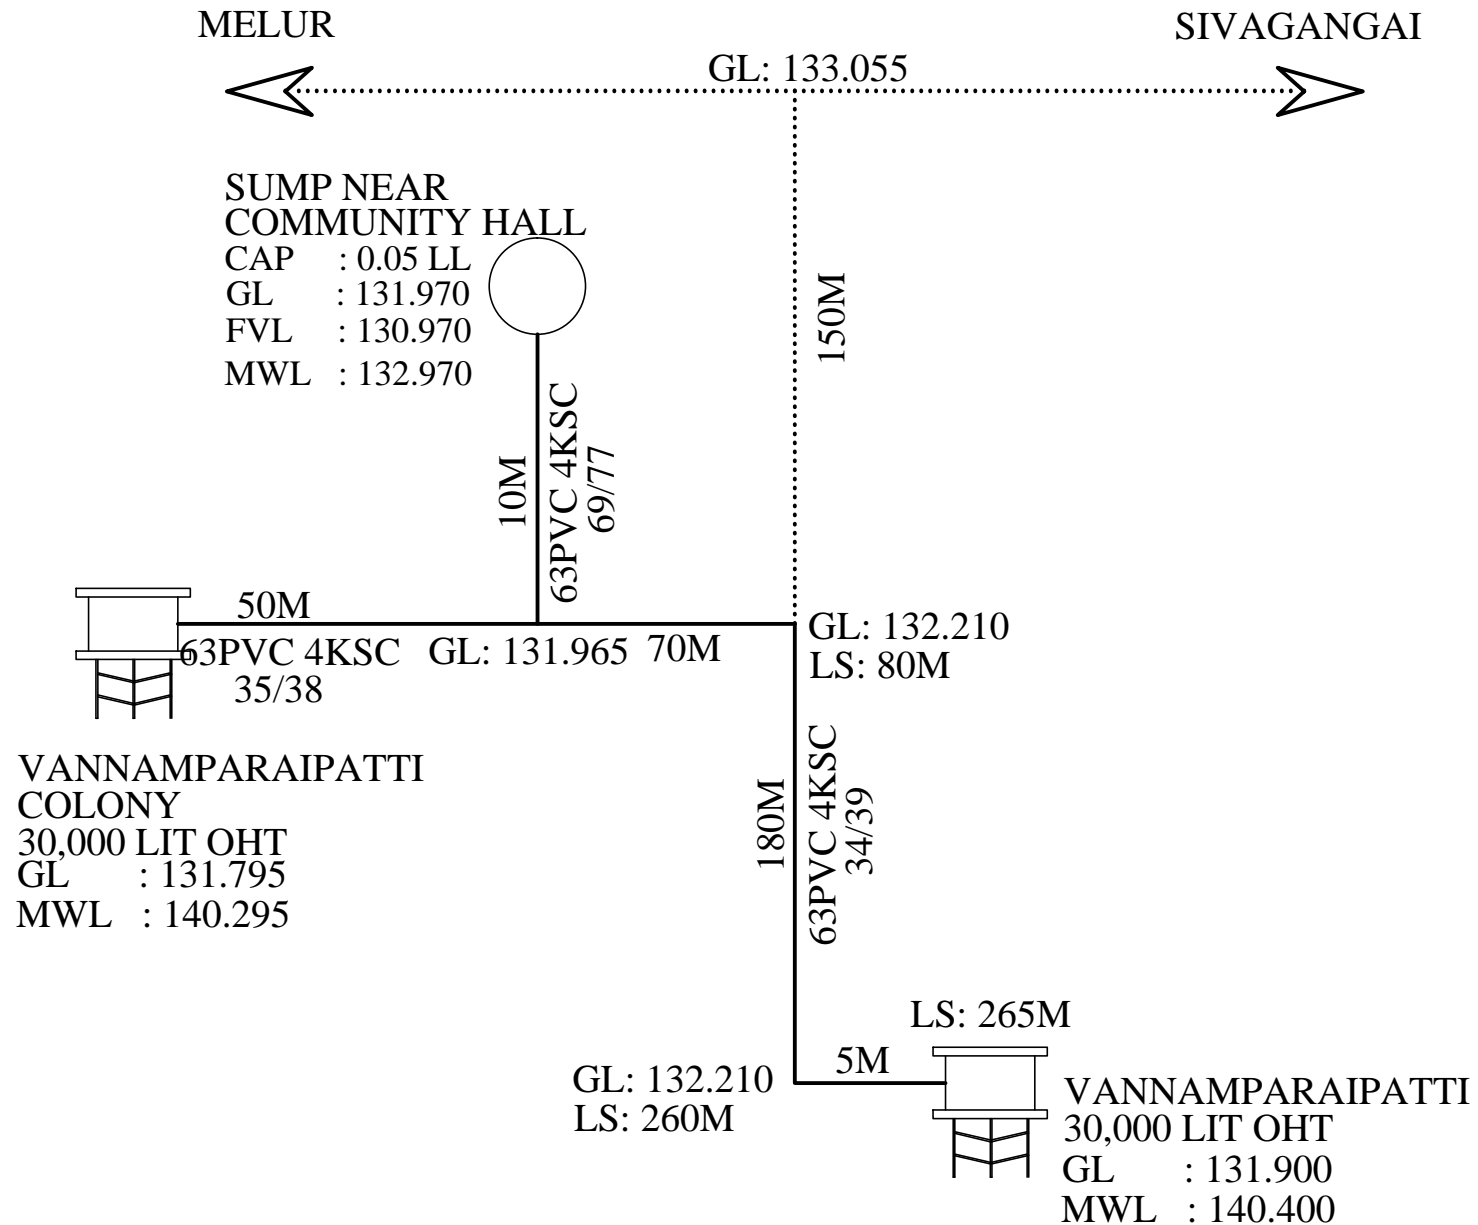 MELUR
SIVAGANGAI
GL: 133.055
SUMP NEAR
COMMUNITY HALL
CAP : 0.05 LL
GL : 131.970
FVL : 130.970
MWL : 132.970
150M
10M
63PVC 4KSC
69/77
50M
63PVC 4KSC
35/38
GL: 131.965
70M
GL: 132.210
LS: 80M
VANNAMPARAIPATTI
COLONY
30,000 LIT OHT
GL : 131.795
MWL : 140.295
180M
63PVC 4KSC
34/39
LS: 265M
5M
GL: 132.210
LS: 260M
VANNAMPARAIPATTI
30,000 LIT OHT
GL : 131.900
MWL : 140.400